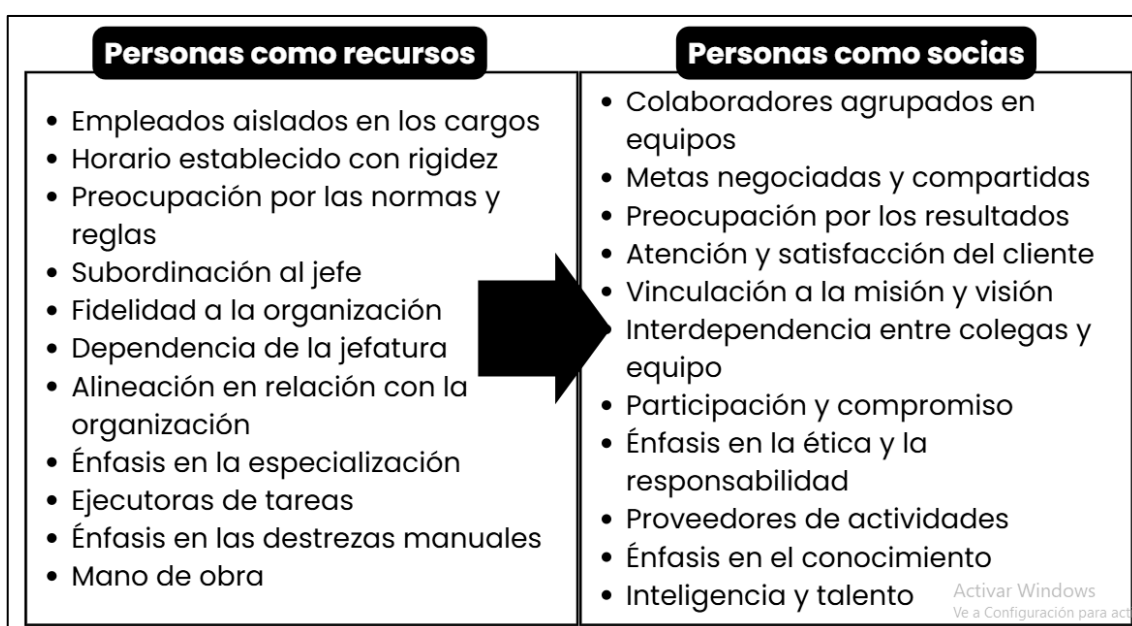 Personas como recursos
• Empleados aislados en los cargos
• Horario establecido con rigidez
• Preocupación por las normas y
reglas
• Subordinación al jefe
• Fidelidad a la organización
• Dependencia de la jefatura
• Alineación en relación con la
organización
• Énfasis en la especialización
• Ejecutoras de tareas
• Énfasis en las destrezas manuales
• Mano de obra
Personas como socias
• Colaboradores agrupados en
equipos
• Metas negociadas y compartidas
• Preocupación por los resultados
• Atención y satisfacción del cliente
• Vinculación a la misión y visión
• Interdependencia entre colegas y
equipo
• Participación y compromiso
• Énfasis en la ética y la
responsabilidad
• Proveedores de actividades
• Énfasis en el conocimiento
• Inteligencia y talento
Activar Windows
Ve a Configuración para act